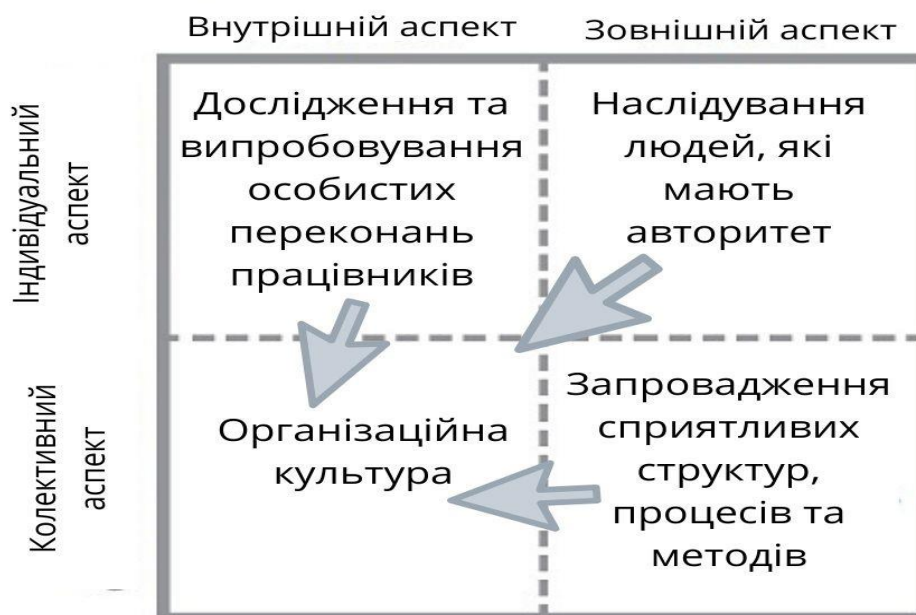 Внутрішній аспект
Зовнішній аспект
Індивідуальний
аспект
Дослідження та
випробовування
особистих
переконань
працівників
Наслідування
людей, які
мають
авторитет
Колективний
аспект
Організаційна
культура
Запровадження
сприятливих
структур,
процесів та
методів